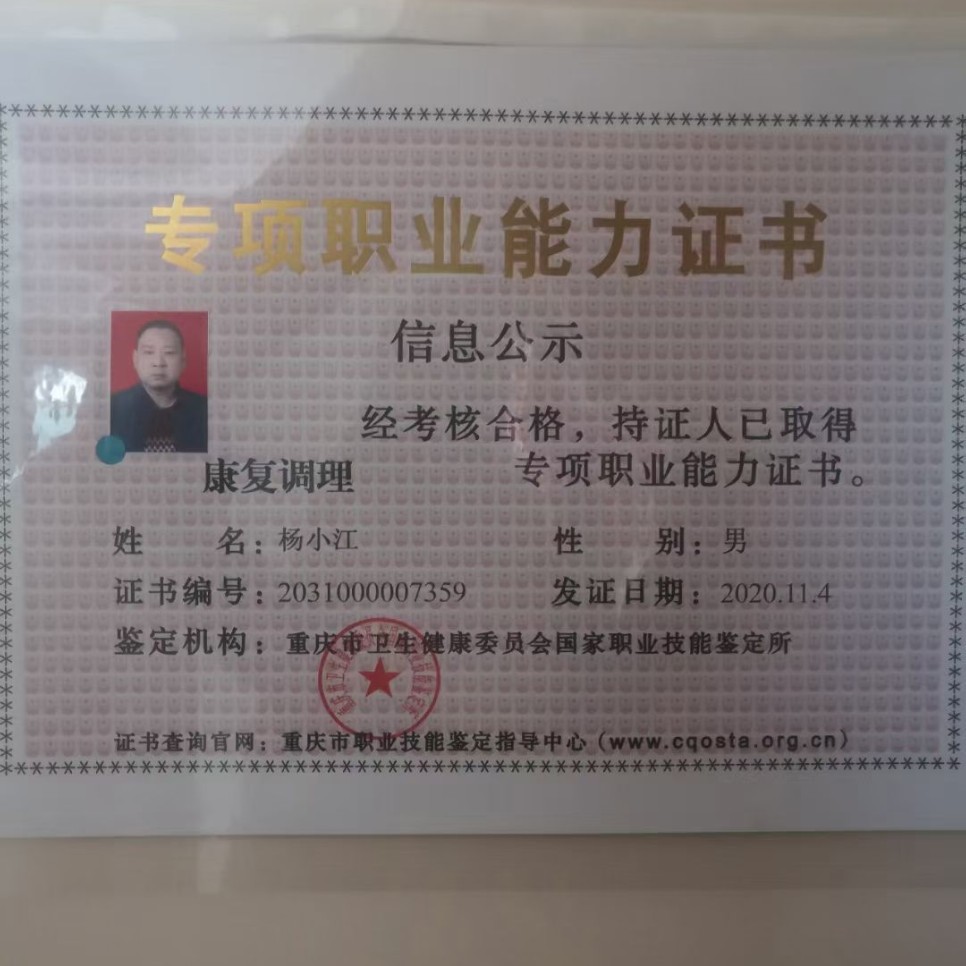 专项职业能力证书
信息公示
经考核合格，持证人已取得
康复调理 专项职业能力证书。
姓 名：杨小江 性 别：男
证书编号：2031000007359 发证日期：2020.11.4
鉴定机构：重庆市卫生健康委员会国家职业技能鉴定所
证书查询官网：重庆市职业技能鉴定指导中心（www.cqosta.org.cn）